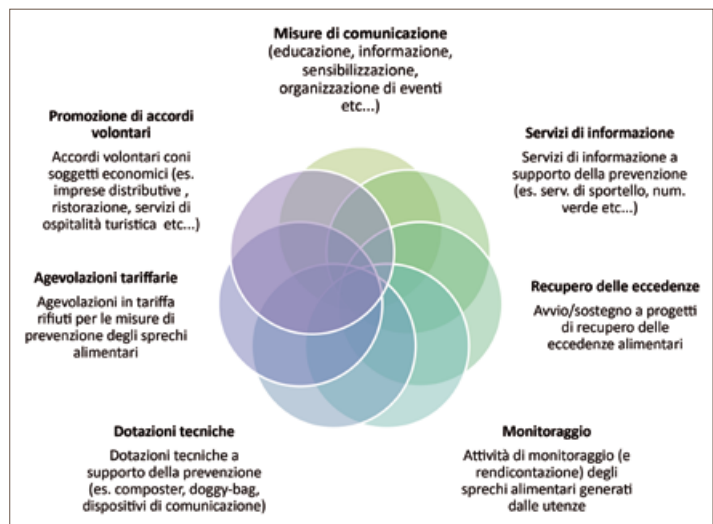 Misure di comunicazione
(educazione, informazione,
sensibilizzazione,
organizzazione di eventi
etc...)
Promozione di accordi
volontari
Accordi volontari coni
soggetti economici (es.
imprese distributive ,
ristorazione, servizi di
ospitalità turistica etc...)
Servizi di informazione
Servizi di informazione a
supporto della prevenzione
(es. serv. di sportello, num.
verde etc...)
Agevolazioni tariffarie
Agevolazioni in tariffa
rifiuti per le misure di
prevenzione degli sprechi
alimentari
Recupero delle eccedenze
Avvio/sostegno a progetti
di recupero delle
eccedenze alimentari
Dotazioni tecniche
Dotazioni tecniche a
supporto della prevenzione
(es. composter, doggy-bag,
dispositivi di comunicazione)
Monitoraggio
Attività di monitoraggio (e
rendicontazione) degli
sprechi alimentari generati
dalle utenze